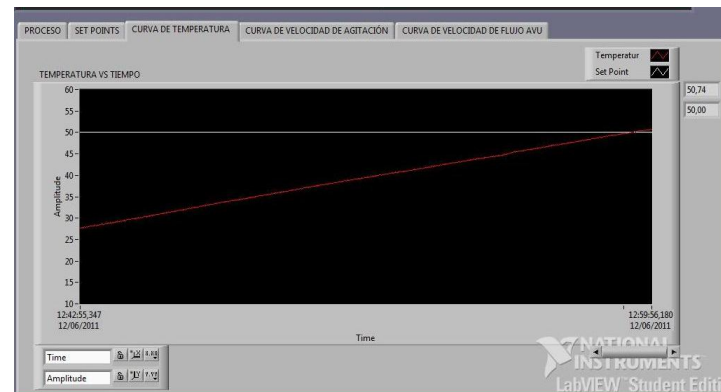 PROCESO SET POINTS CURVA DE TEMPERATURA CURVA DE VELOCIDAD DE AGITACIÓN CURVA DE VELOCIDAD DE FLUJO AVU
Temperatur
Set Point
TEMPERATURA VS TIEMPO
50,74
50,00
60
55
50
45
40
35
30
25
20
15
10
Amplitude
12:42:55,347
12/06/2011
12:59:56,180
12/06/2011
Time
Time
Amplitude
NATIONAL
INSTRUMENTS
LabVIEW Student Editi